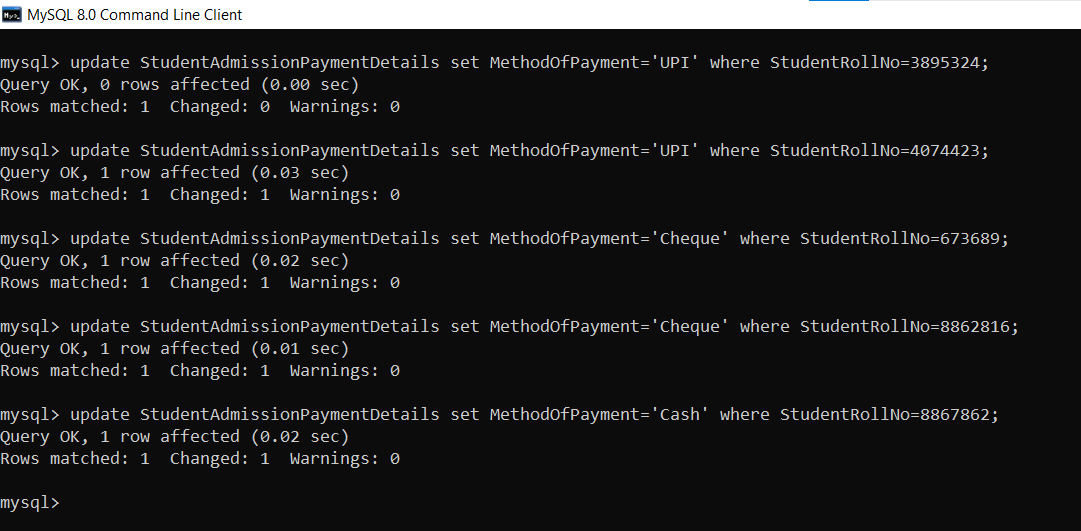 MySQL 8.0 Command Line Client
mysql> update StudentAdmissionPaymentDetails set MethodOfPayment='UPI' where StudentRollNo=3895324;
Query OK, 0 rows affected (0.00 sec)
Rows matched: 1  Changed: 0  Warnings: 0
mysql> update StudentAdmissionPaymentDetails set MethodOfPayment='UPI' where StudentRollNo=4074423;
Query OK, 1 row affected (0.03 sec)
Rows matched: 1  Changed: 1  Warnings: 0
mysql> update StudentAdmissionPaymentDetails set MethodOfPayment='Cheque' where StudentRollNo=673689;
Query OK, 1 row affected (0.02 sec)
Rows matched: 1  Changed: 1  Warnings: 0
mysql> update StudentAdmissionPaymentDetails set MethodOfPayment='Cheque' where StudentRollNo=8862816;
Query OK, 1 row affected (0.01 sec)
Rows matched: 1  Changed: 1  Warnings: 0
mysql> update StudentAdmissionPaymentDetails set MethodOfPayment='Cash' where StudentRollNo=8867862;
Query OK, 1 row affected (0.02 sec)
Rows matched: 1  Changed: 1  Warnings: 0
mysql>